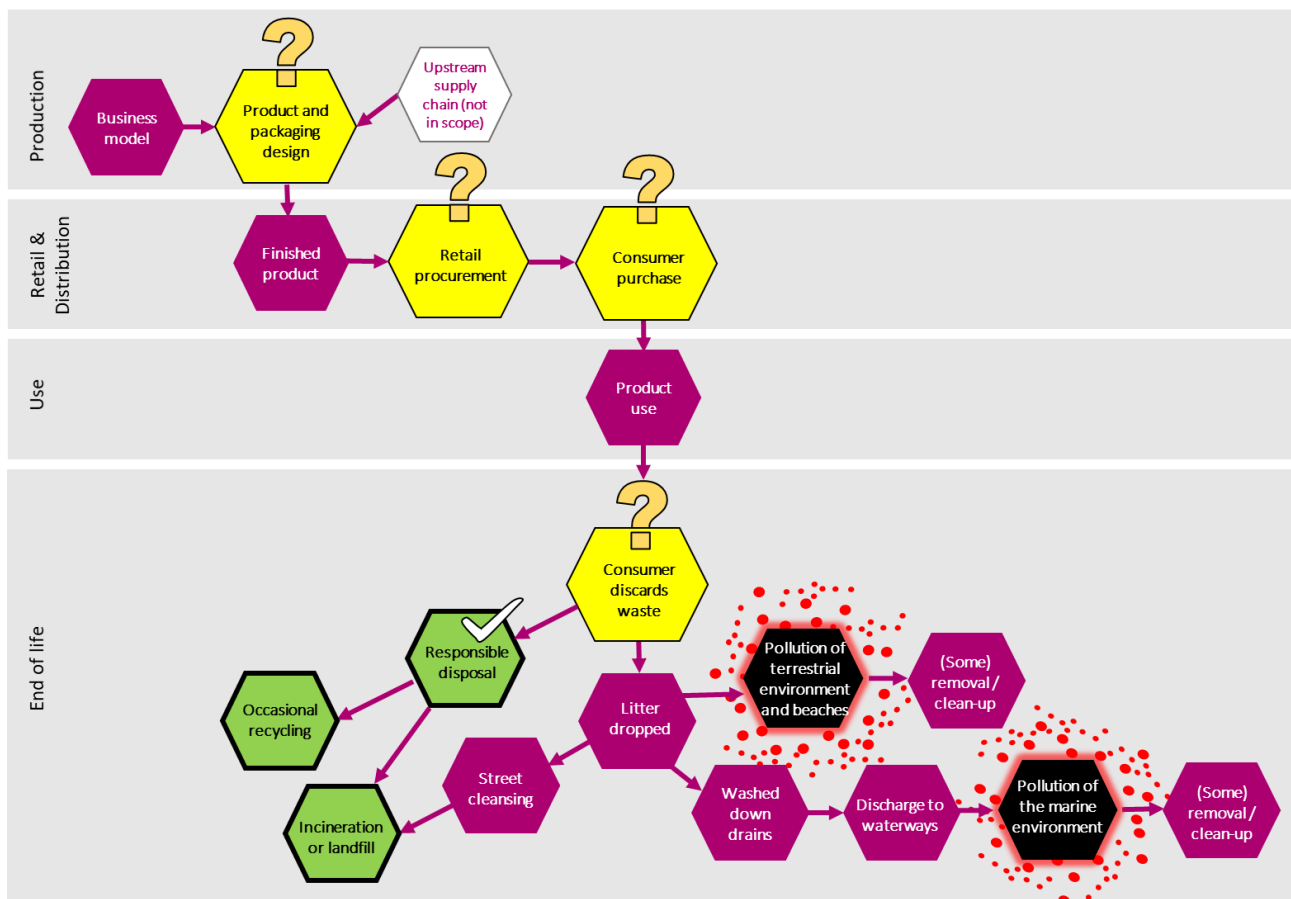 Production
Business
model
?
Product and
packaging
design
Upstream
supply
chain (not
in scope)
Retail &
Distribution
Finished
product
?
Retail
procurement
?
Consumer
purchase
Use
Product
use
End of life
?
Consumer
discards
waste
Responsible
disposal
Occasional
recycling
Incineration
or landfill
Street
cleansing
Litter
dropped
Pollution of
terrestrial
environment
and beaches
(Some)
removal /
clean-up
Washed
down
drains
Discharge to
waterways
Pollution of
the marine
environment
(Some)
removal /
clean-up